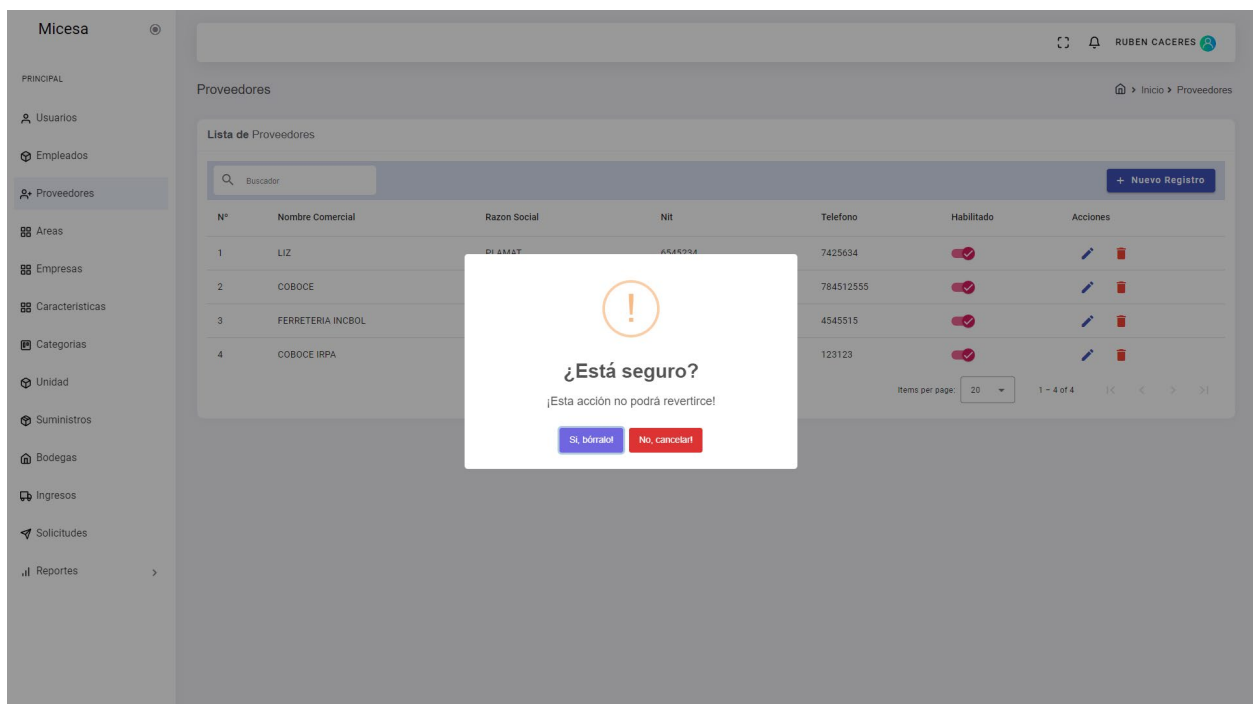 Micesa
RUBEN CACERES
PRINCIPAL
Usuarios
Empleados
Proveedores
Areas
Empresas
Características
Categorias
Unidad
Suministros
Bodegas
Ingresos
Solicitudes
Reportes
Proveedores
Inicio > Proveedores
Lista de Proveedores
Buscador
+ Nuevo Registro
N° Nombre Comercial Razon Social Nit Telefono Habilitado Acciones
1 LIZ PLAMAT 6545234 7425634
2 COBOCE 784512555
3 FERRETERIA INCBOL 4545515
4 COBOCE IRPA 123123
Items per page: 20 1 – 4 of 4
!
¿Está seguro?
¡Esta acción no podrá revertirce!
Si, bórralo! No, cancelar!